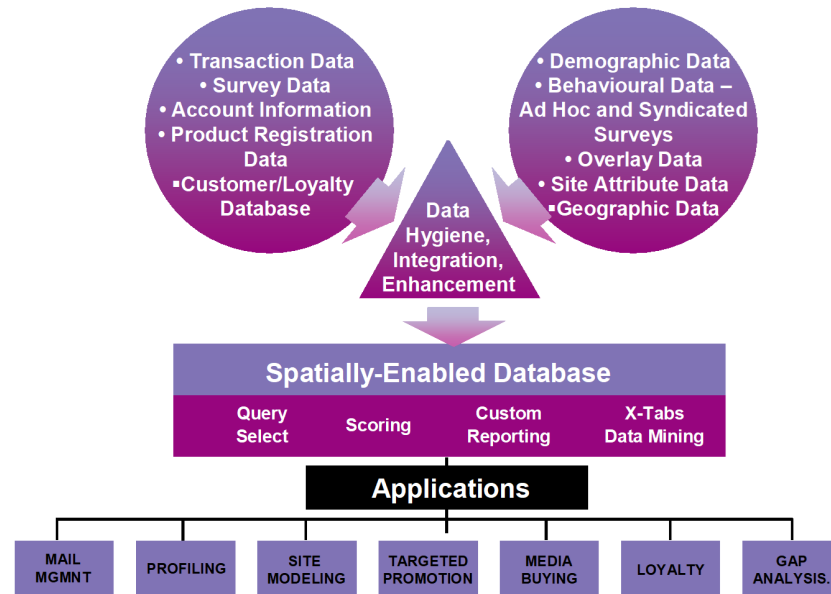 • Transaction Data
• Survey Data
• Account Information
• Product Registration
Data
▪Customer/Loyalty
Database
• Demographic Data
• Behavioural Data –
Ad Hoc and Syndicated
Surveys
• Overlay Data
• Site Attribute Data
▪Geographic Data
Data
Hygiene,
Integration,
Enhancement
Spatially-Enabled Database
Query
Select
Scoring
Custom
Reporting
X-Tabs
Data Mining
Applications
MAIL
MGMNT
PROFILING
SITE
MODELING
TARGETED
PROMOTION
MEDIA
BUYING
LOYALTY
GAP
ANALYSIS.